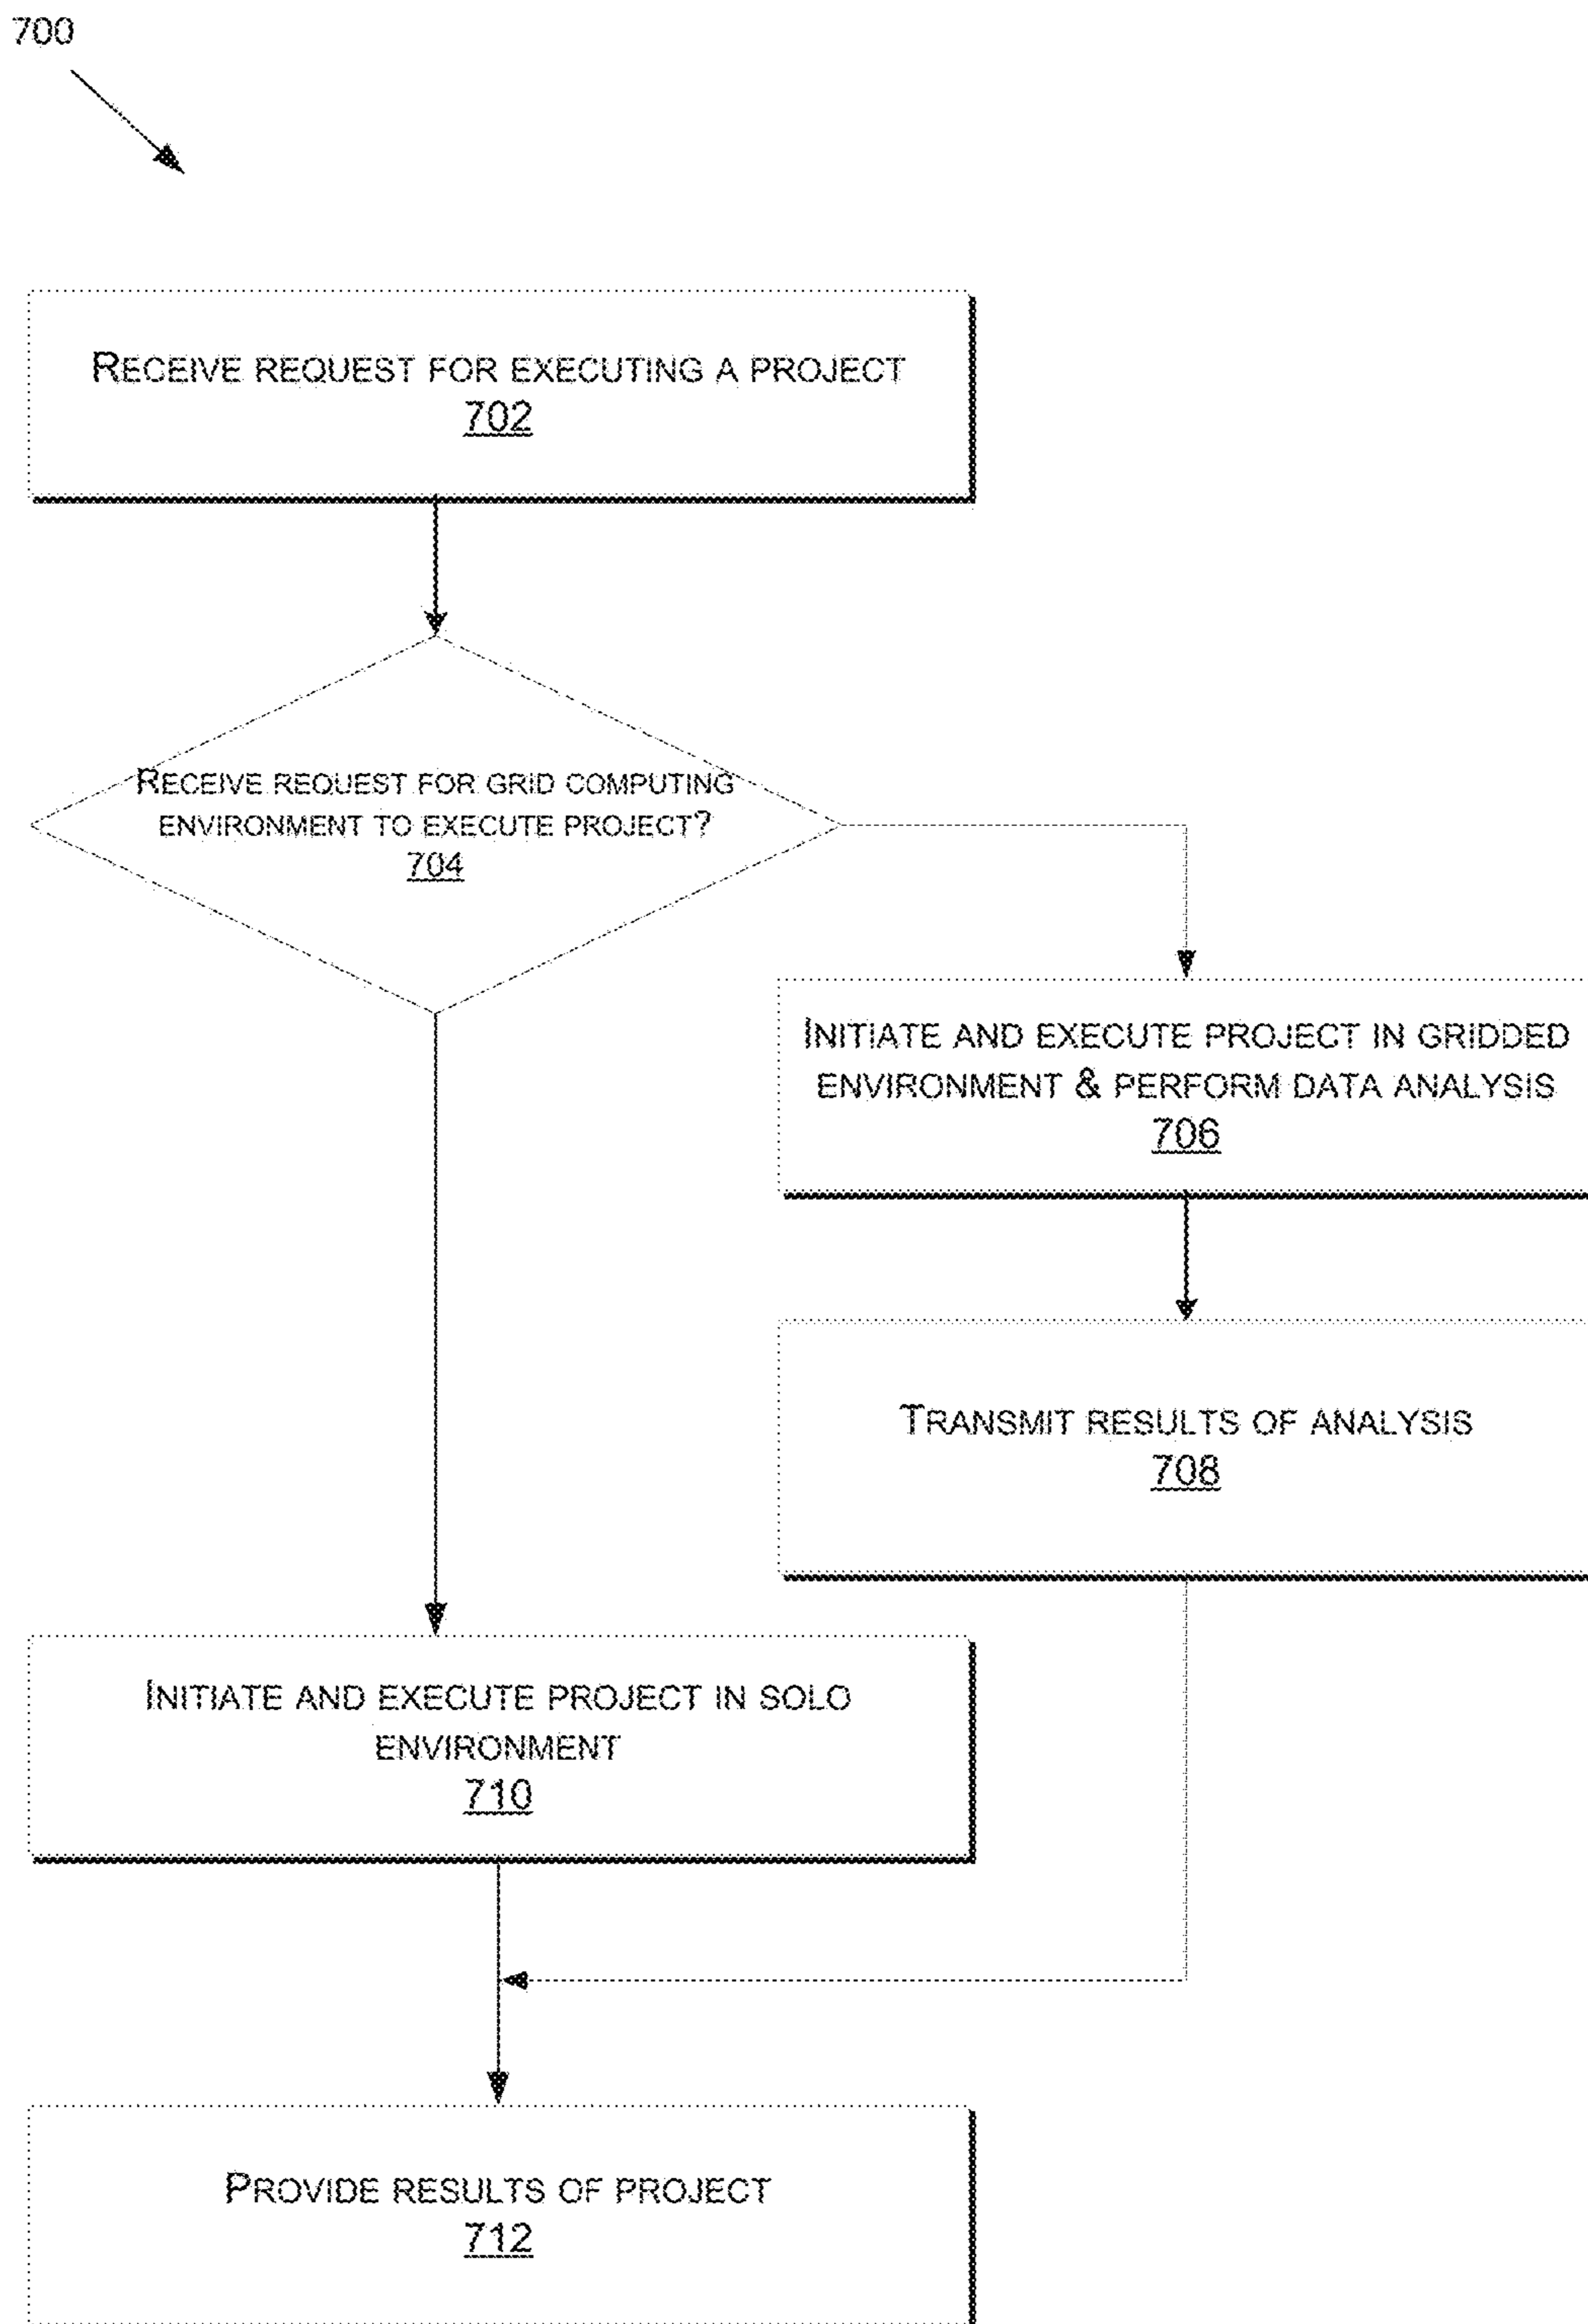 700
RECEIVE REQUEST FOR EXECUTING A PROJECT
702
RECEIVE REQUEST FOR GRID COMPUTING
ENVIRONMENT TO EXECUTE PROJECT?
704
INITIATE AND EXECUTE PROJECT IN GRIDDED
ENVIRONMENT & PERFORM DATA ANALYSIS
706
TRANSMIT RESULTS OF ANALYSIS
708
INITIATE AND EXECUTE PROJECT IN SOLO
ENVIRONMENT
710
PROVIDE RESULTS OF PROJECT
712